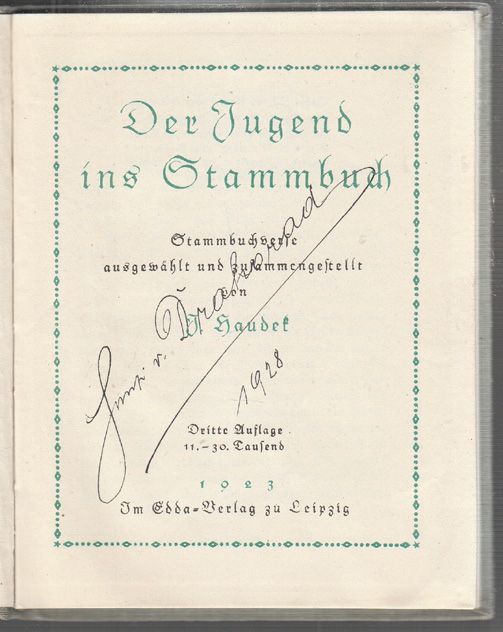 Der Jugend
ins Stammbuch
Stammbuchverse
ausgewählt und zusammengestellt
von
J. Haudek
v.
1928
Dritte Auflage
11.–30. Tausend
1923
Im Edda-Verlag zu Leipzig